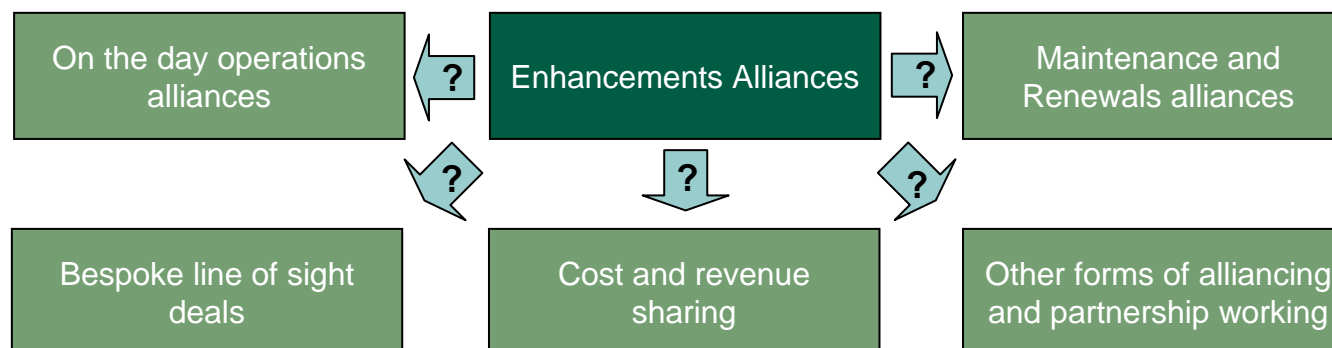 On the day operations
alliances
?
Enhancements Alliances
?
Maintenance and
Renewals alliances
?
?
?
Bespoke line of sight
deals
Cost and revenue
sharing
Other forms of alliancing
and partnership working